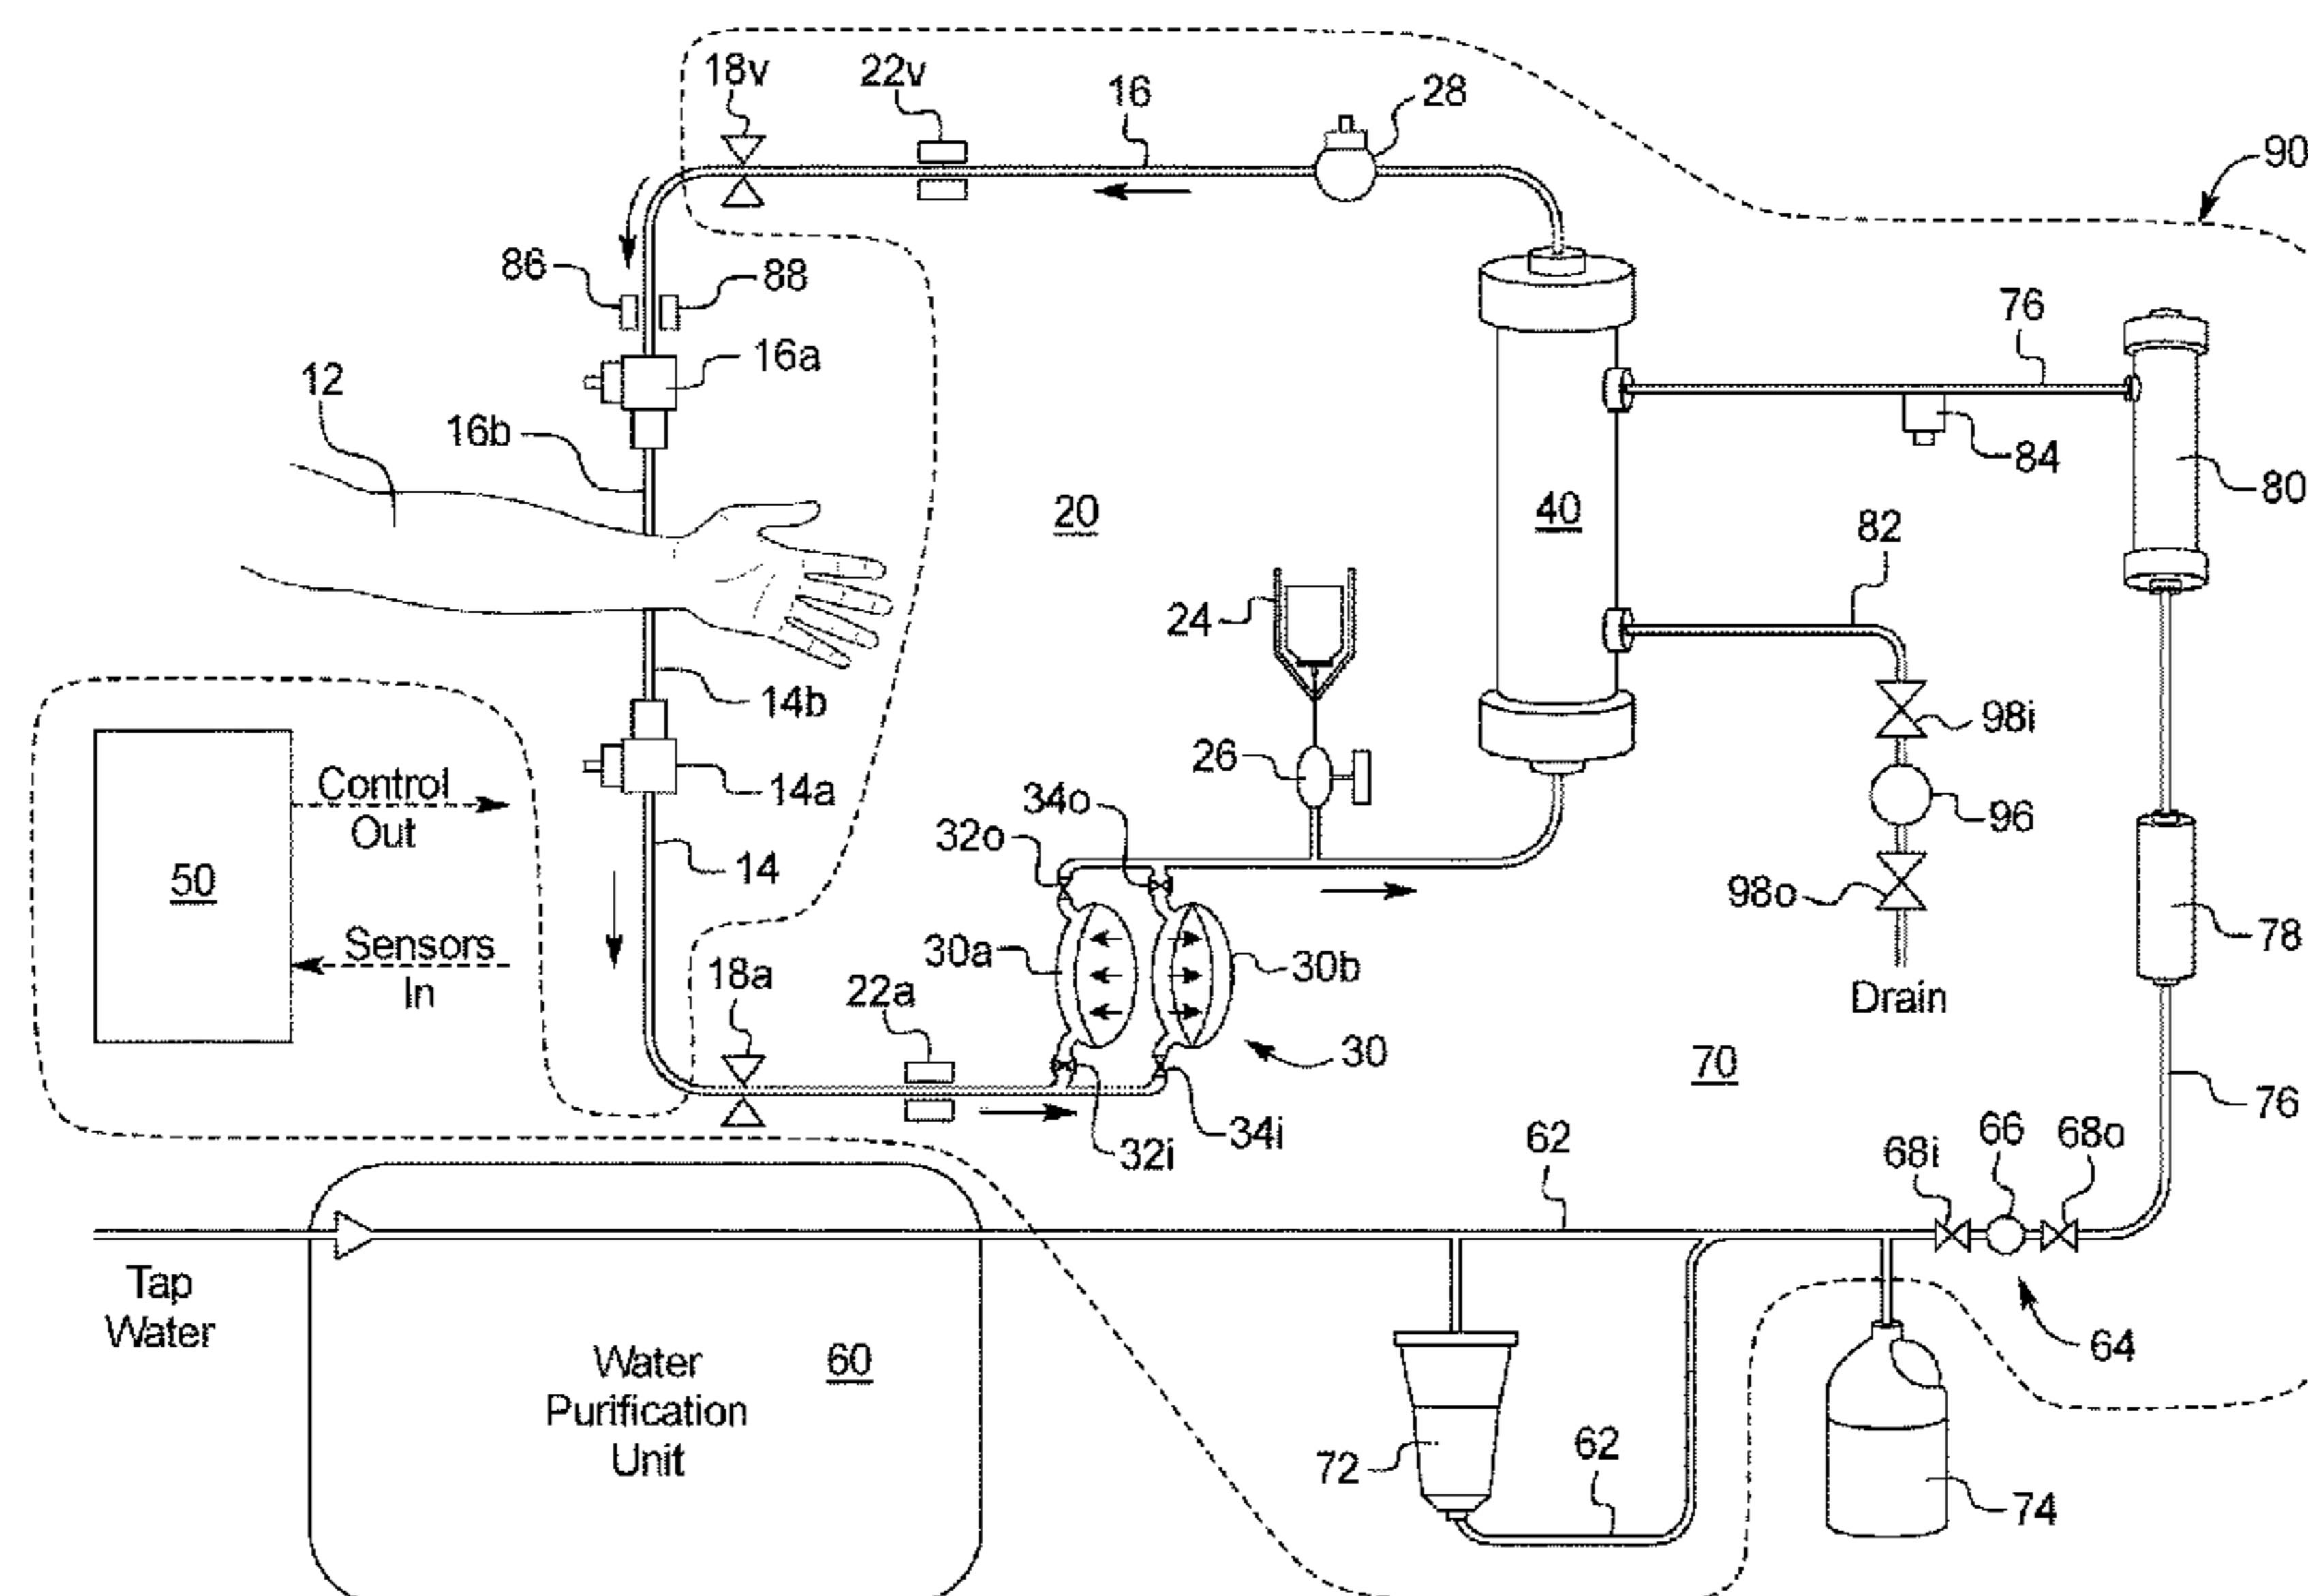 18v
22v
16
28
90
86
88
76
12
16a
16b
84
80
20
40
82
24
14b
98i
26
Control
Out
14a
34o
96
32o
50
14
98o
78
Sensors
In
18a
22a
30a
30b
Drain
30
70
76
34i
32i
62
68i
66
68o
Tap
Water
64
Water
Purification
Unit
60
72
62
74